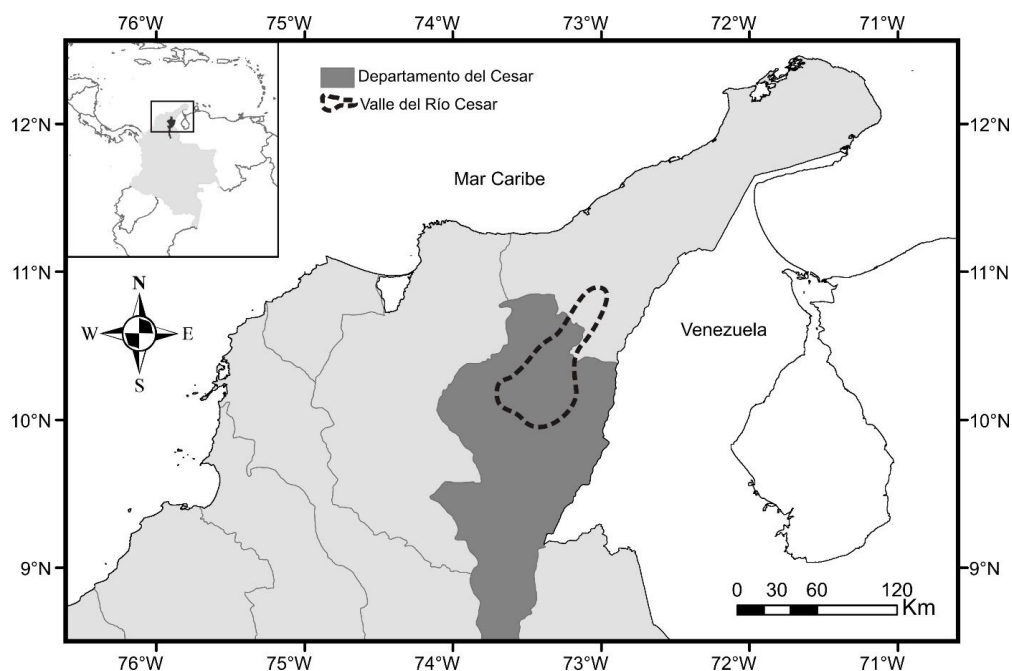 76°W 75°W 74°W 73°W 72°W 71°W
Departamento del Cesar
Valle del Río Cesar
12°N 12°N
Mar Caribe
11°N 11°N
N
W E
S
Venezuela
10°N 10°N
9°N 9°N
0 30 60 120
Km
76°W 75°W 74°W 73°W 72°W 71°W